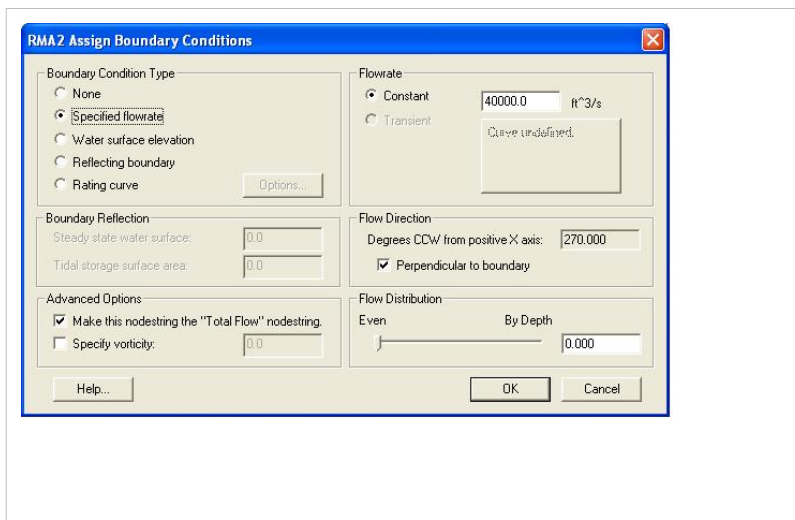 RMA2 Assign Boundary Conditions
Boundary Condition Type
None
Specified flowrate
Water surface elevation
Reflecting boundary
Rating curve
Options...
Flowrate
Constant
40000.0
ft^3/s
Transient
Curve undefined.
Boundary Reflection
Steady state water surface:
0.0
Tidal storage surface area:
0.0
Flow Direction
Degrees CCW from positive X axis:
270.000
Perpendicular to boundary
Advanced Options
Make this nodestring the "Total Flow" nodestring.
Specify vorticity:
0.0
Flow Distribution
Even
By Depth
0.000
Help...
OK
Cancel